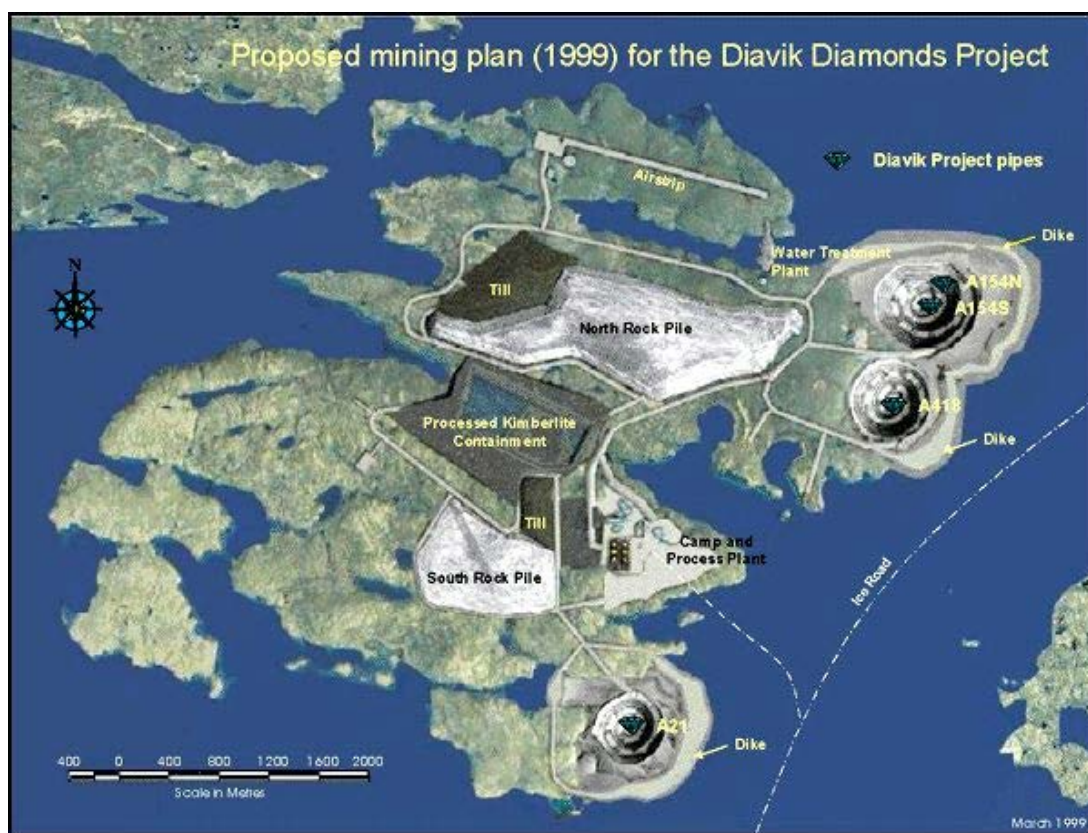 Proposed mining plan (1999) for the Diavik Diamonds Project
Diavik Project pipes
Airstrip
Dike
Water Treatment
Plant
A154N
A154S
N
Till
North Rock Pile
A418
Processed Kimberlite
Containment
Dike
Till
Camp and
Process Plant
South Rock Pile
Ice Road
A21
Dike
400 0 400 800 1200 1600 2000
Scale in Metres
March 1999